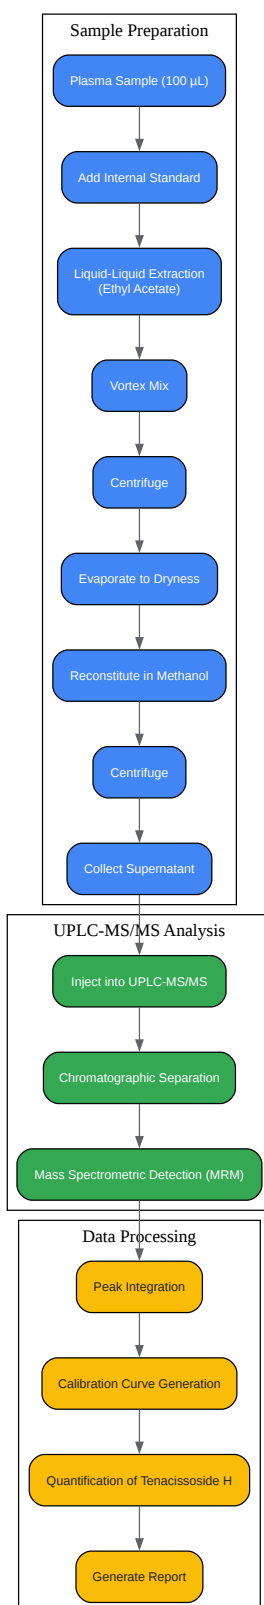 Sample Preparation
Plasma Sample (100 µL)
Add Internal Standard
Liquid-Liquid Extraction
(Ethyl Acetate)
Vortex Mix
Centrifuge
Evaporate to Dryness
Reconstitute in Methanol
Centrifuge
Collect Supernatant
UPLC-MS/MS Analysis
Inject into UPLC-MS/MS
Chromatographic Separation
Mass Spectrometric Detection (MRM)
Data Processing
Peak Integration
Calibration Curve Generation
Quantification of Tenacissoside H
Generate Report